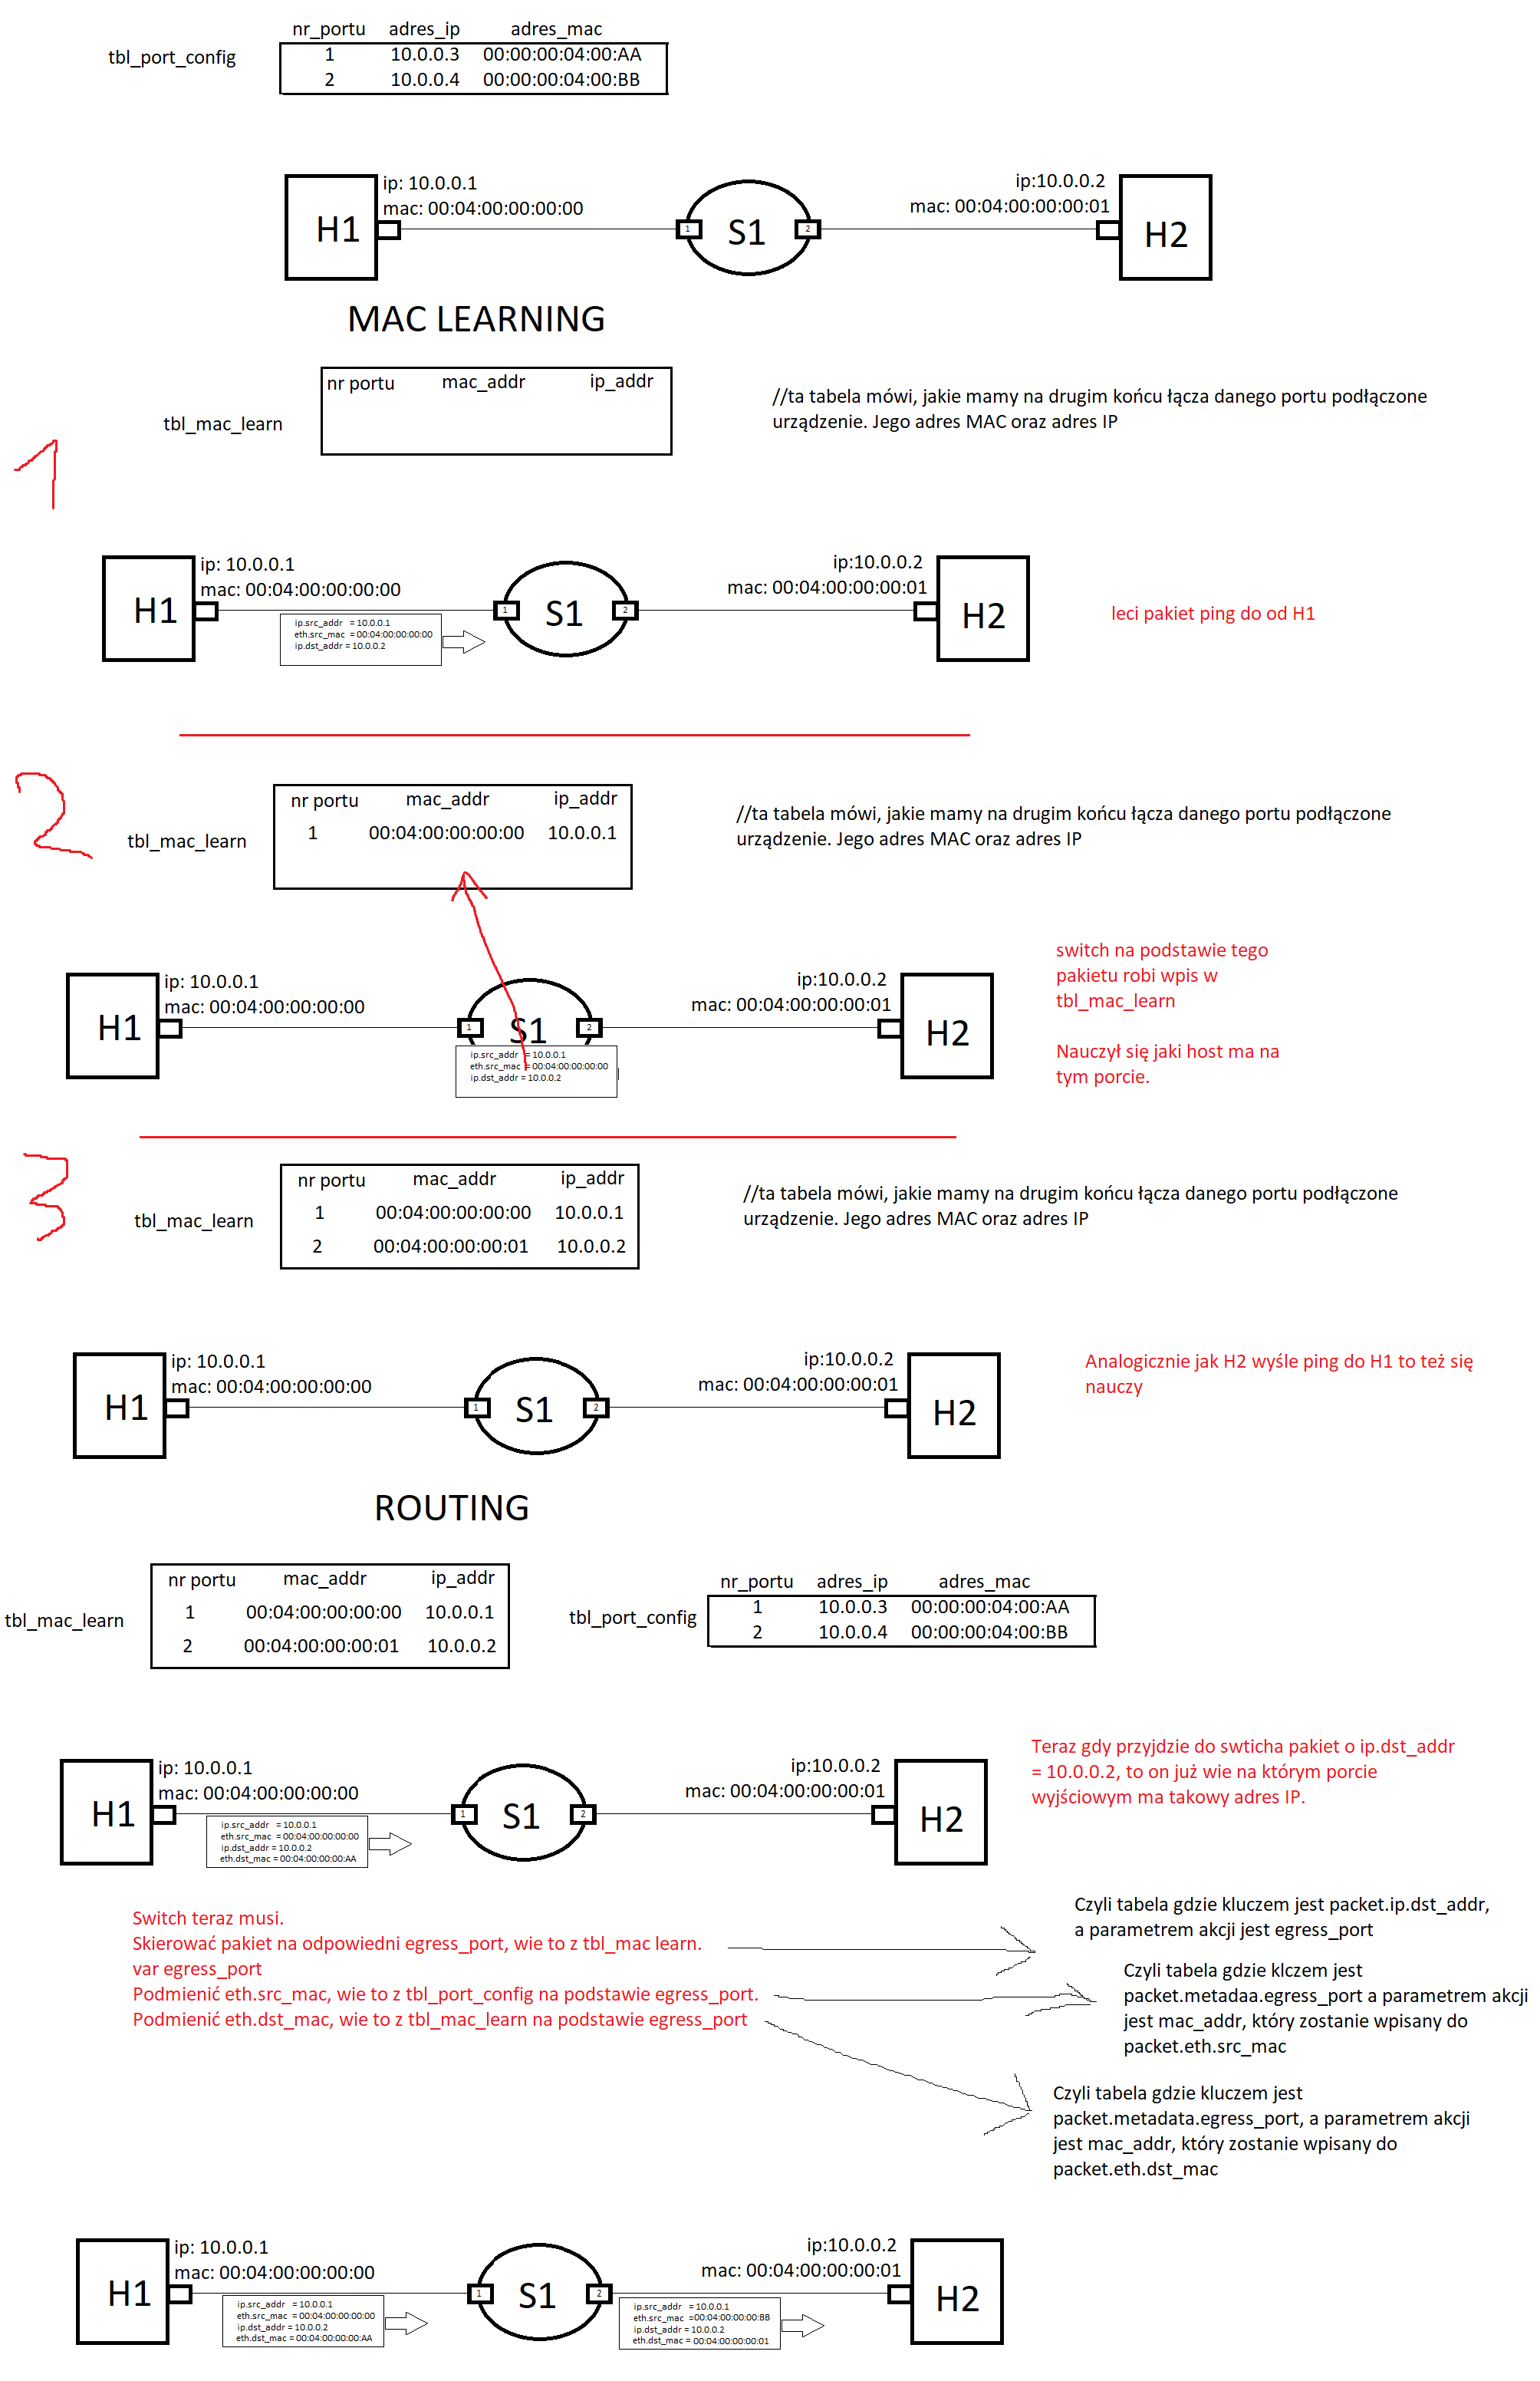 nr_portu adres_ip adres_mac
tbl_port_config
1 10.0.0.3 00:00:00:04:00:AA
2 10.0.0.4 00:00:00:04:00:BB
ip: 10.0.0.1
mac: 00:04:00:00:00:00
ip:10.0.0.2
mac: 00:04:00:00:00:01
H1
1
S1
2
H2
MAC LEARNING
nr portu mac_addr ip_addr
tbl_mac_learn
//ta tabela mówi, jakie mamy na drugim końcu łącza danego portu podłączone
urządzenie. Jego adres MAC oraz adres IP
1
ip: 10.0.0.1
mac: 00:04:00:00:00:00
ip:10.0.0.2
mac: 00:04:00:00:00:01
H1
1
S1
2
H2
leci pakiet ping do od H1
ip.src_addr = 10.0.0.1
eth.src_mac = 00:04:00:00:00:00
ip.dst_addr = 10.0.0.2
2
nr portu mac_addr ip_addr
1 00:04:00:00:00:00 10.0.0.1
tbl_mac_learn
//ta tabela mówi, jakie mamy na drugim końcu łącza danego portu podłączone
urządzenie. Jego adres MAC oraz adres IP
switch na podstawie tego
pakietu robi wpis w
tbl_mac_learn
Nauczył się jaki host ma na
tym porcie.
ip: 10.0.0.1
mac: 00:04:00:00:00:00
ip:10.0.0.2
mac: 00:04:00:00:00:01
H1
1
S1
2
H2
ip.src_addr = 10.0.0.1
eth.src_mac = 00:04:00:00:00:00
ip.dst_addr = 10.0.0.2
3
nr portu mac_addr ip_addr
1 00:04:00:00:00:00 10.0.0.1
2 00:04:00:00:00:01 10.0.0.2
tbl_mac_learn
//ta tabela mówi, jakie mamy na drugim końcu łącza danego portu podłączone
urządzenie. Jego adres MAC oraz adres IP
ip: 10.0.0.1
mac: 00:04:00:00:00:00
ip:10.0.0.2
mac: 00:04:00:00:00:01
H1
1
S1
2
H2
Analogicznie jak H2 wyśle ping do H1 to też się
nauczy
ROUTING
nr portu mac_addr ip_addr
1 00:04:00:00:00:00 10.0.0.1
2 00:04:00:00:00:01 10.0.0.2
tbl_mac_learn
nr_portu adres_ip adres_mac
1 10.0.0.3 00:00:00:04:00:AA
2 10.0.0.4 00:00:00:04:00:BB
tbl_port_config
ip: 10.0.0.1
mac: 00:04:00:00:00:00
ip:10.0.0.2
mac: 00:04:00:00:00:01
H1
1
S1
2
H2
Teraz gdy przyjdzie do swticha pakiet o ip.dst_addr
= 10.0.0.2, to on już wie na którym porcie
wyjściowym ma takowy adres IP.
ip.src_addr = 10.0.0.1
eth.src_mac = 00:04:00:00:00:00
ip.dst_addr = 10.0.0.2
eth.dst_mac = 00:04:00:00:00:AA
Switch teraz musi.
Skierować pakiet na odpowiedni egress_port, wie to z tbl_mac learn.
var egress_port
Podmienić eth.src_mac, wie to z tbl_port_config na podstawie egress_port.
Podmienić eth.dst_mac, wie to z tbl_mac_learn na podstawie egress_port
Czyli tabela gdzie kluczem jest packet.ip.dst_addr,
a parametrem akcji jest egress_port
Czyli tabela gdzie klczem jest
packet.metadaa.egress_port a parametrem akcji
jest mac_addr, który zostanie wpisany do
packet.eth.src_mac
Czyli tabela gdzie kluczem jest
packet.metadata.egress_port, a parametrem akcji
jest mac_addr, który zostanie wpisany do
packet.eth.dst_mac
ip: 10.0.0.1
mac: 00:04:00:00:00:00
ip:10.0.0.2
mac: 00:04:00:00:00:01
H1
1
S1
2
H2
ip.src_addr = 10.0.0.1
eth.src_mac = 00:04:00:00:00:00
ip.dst_addr = 10.0.0.2
eth.dst_mac = 00:04:00:00:00:AA
ip.src_addr = 10.0.0.1
eth.src_mac =00:04:00:00:00:BB
ip.dst_addr = 10.0.0.2
eth.dst_mac = 00:04:00:00:00:01